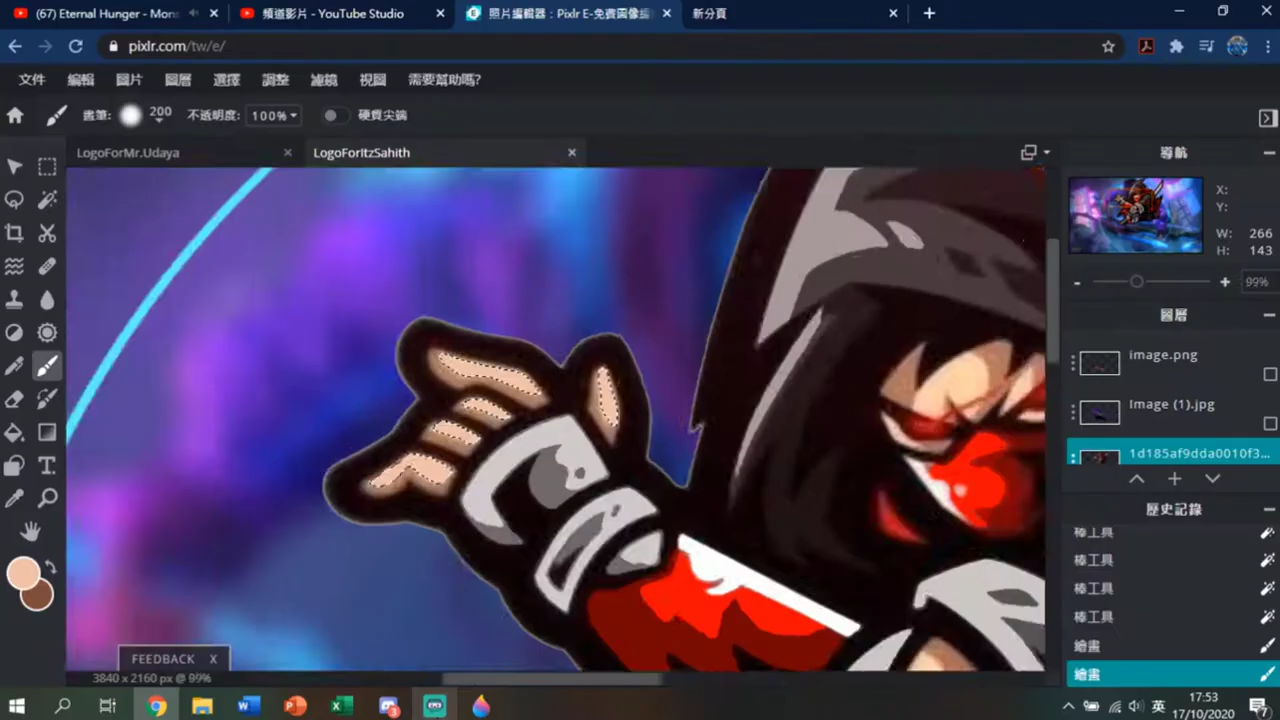 (67) Eternal Hunger - Mons
頻道影片 - YouTube Studio
照片編輯器：Pixlr E-免費圖像編
新分頁
pixlr.com/tw/e/
文件 編輯 圖片 圖層 選擇 調整 濾鏡 視圖 需要幫助嗎?
畫筆: 200 不透明度: 100% 硬質尖端
LogoForMr.Udaya
LogoForItzSahith
導航
X:
Y:
W: 266
H: 143
99%
圖層
image.png
Image (1).jpg
1d185af9dda0010f3...
歷史記錄
棒工具
棒工具
棒工具
棒工具
繪畫
繪畫
FEEDBACK X
3840 x 2160 px @ 99%
英
17:53
17/10/2020
3
7